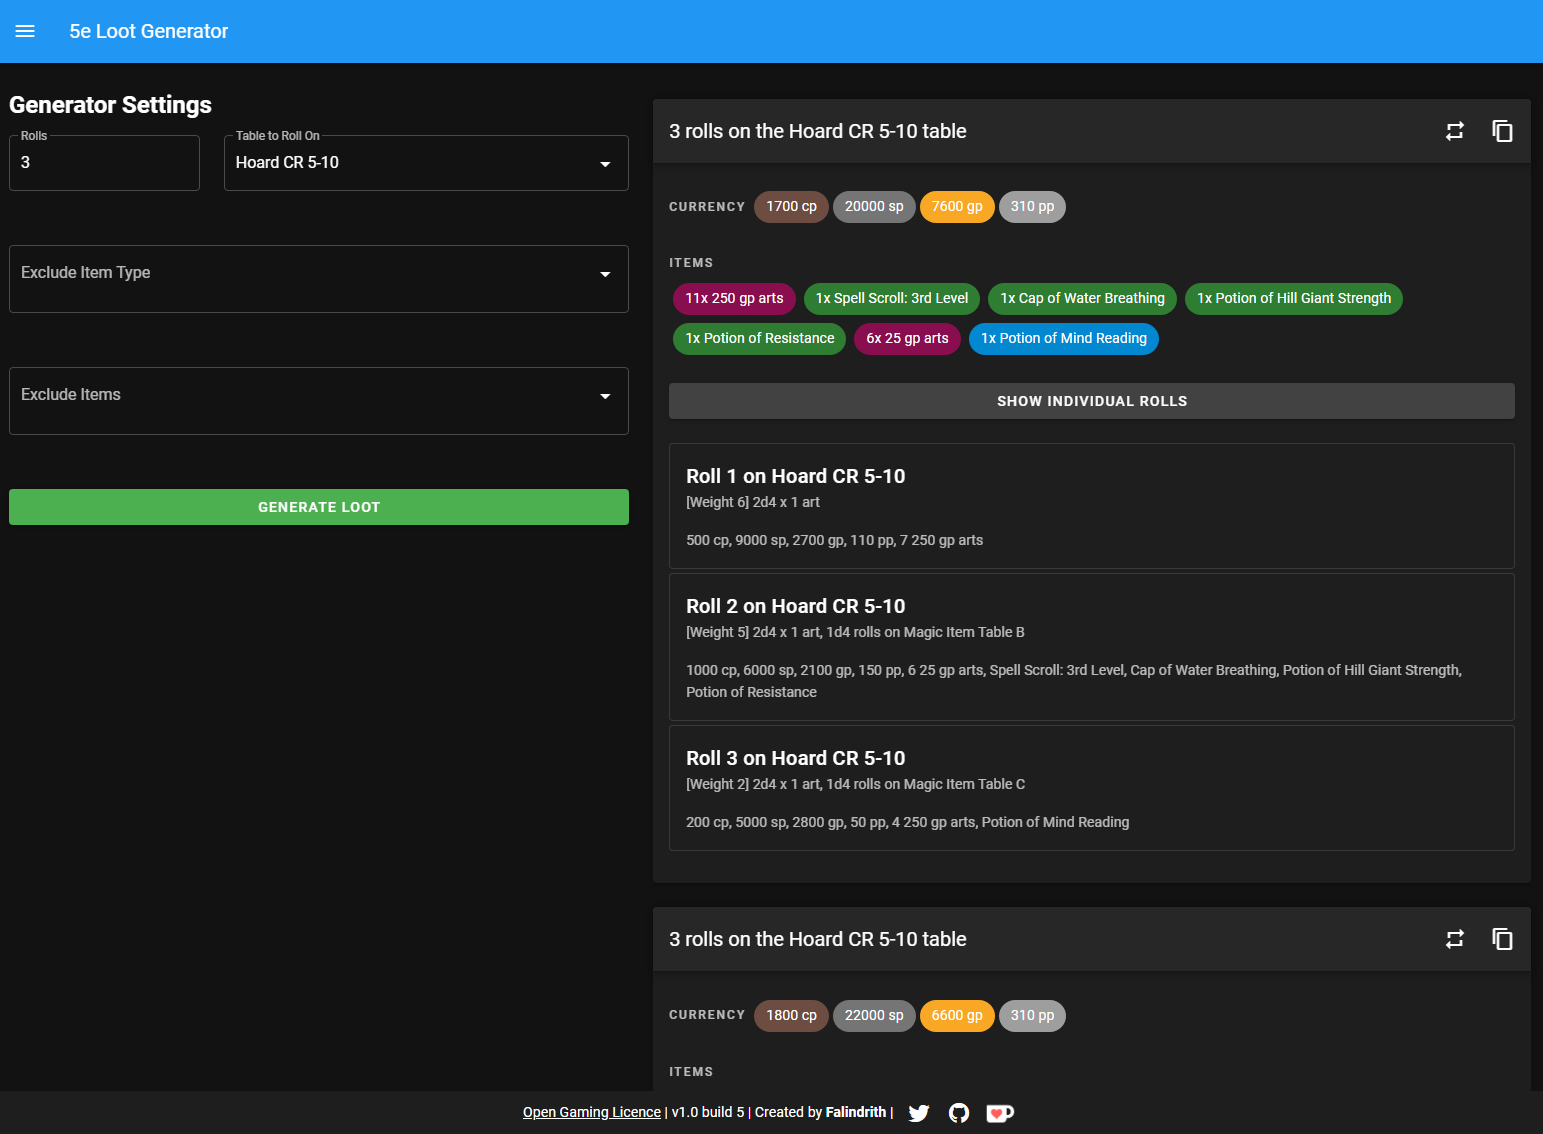 5e Loot Generator
Generator Settings
Rolls
3
Table to Roll On
Hoard CR 5-10
Exclude Item Type
Exclude Items
GENERATE LOOT
3 rolls on the Hoard CR 5-10 table
CURRENCY 1700 cp 20000 sp 7600 gp 310 pp
ITEMS
11x 250 gp arts 1x Spell Scroll: 3rd Level 1x Cap of Water Breathing 1x Potion of Hill Giant Strength
1x Potion of Resistance 6x 25 gp arts 1x Potion of Mind Reading
SHOW INDIVIDUAL ROLLS
Roll 1 on Hoard CR 5-10
[Weight 6] 2d4 x 1 art
500 cp, 9000 sp, 2700 gp, 110 pp, 7 250 gp arts
Roll 2 on Hoard CR 5-10
[Weight 5] 2d4 x 1 art, 1d4 rolls on Magic Item Table B
1000 cp, 6000 sp, 2100 gp, 150 pp, 6 25 gp arts, Spell Scroll: 3rd Level, Cap of Water Breathing, Potion of Hill Giant Strength,
Potion of Resistance
Roll 3 on Hoard CR 5-10
[Weight 2] 2d4 x 1 art, 1d4 rolls on Magic Item Table C
200 cp, 5000 sp, 2800 gp, 50 pp, 4 250 gp arts, Potion of Mind Reading
3 rolls on the Hoard CR 5-10 table
CURRENCY 1800 cp 22000 sp 6600 gp 310 pp
ITEMS
Open Gaming Licence | v1.0 build 5 | Created by Falindrith |